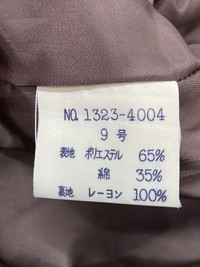 NO. 1323-4004
9 号
表地 ポリエステル 65%
綿 35%
裏地 レーヨン 100%